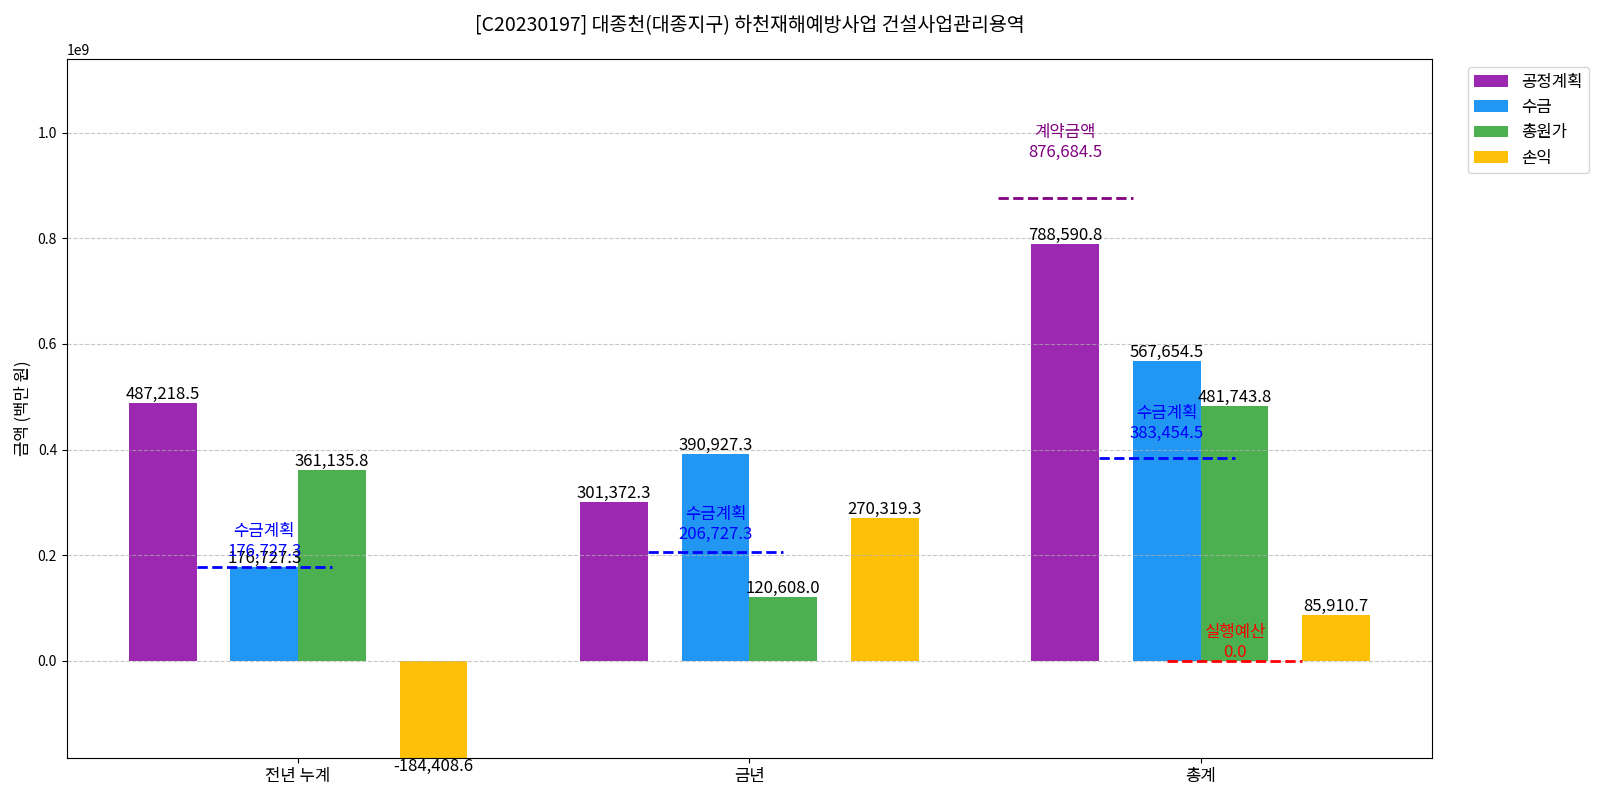 [C20230197] 대종천(대종지구) 하천재해예방사업 건설사업관리용역
1e9
공정계획
수금
총원가
손익
금액 (백만 원)
1.0
0.8
0.6
0.4
0.2
0.0
487,218.5
수금계획
176,727.3
176,727.3
361,135.8
-184,408.6
301,372.3
390,927.3
수금계획
206,727.3
120,608.0
270,319.3
계약금액
876,684.5
788,590.8
567,654.5
수금계획
383,454.5
481,743.8
실행예산
0.0
85,910.7
전년 누계
금년
총계